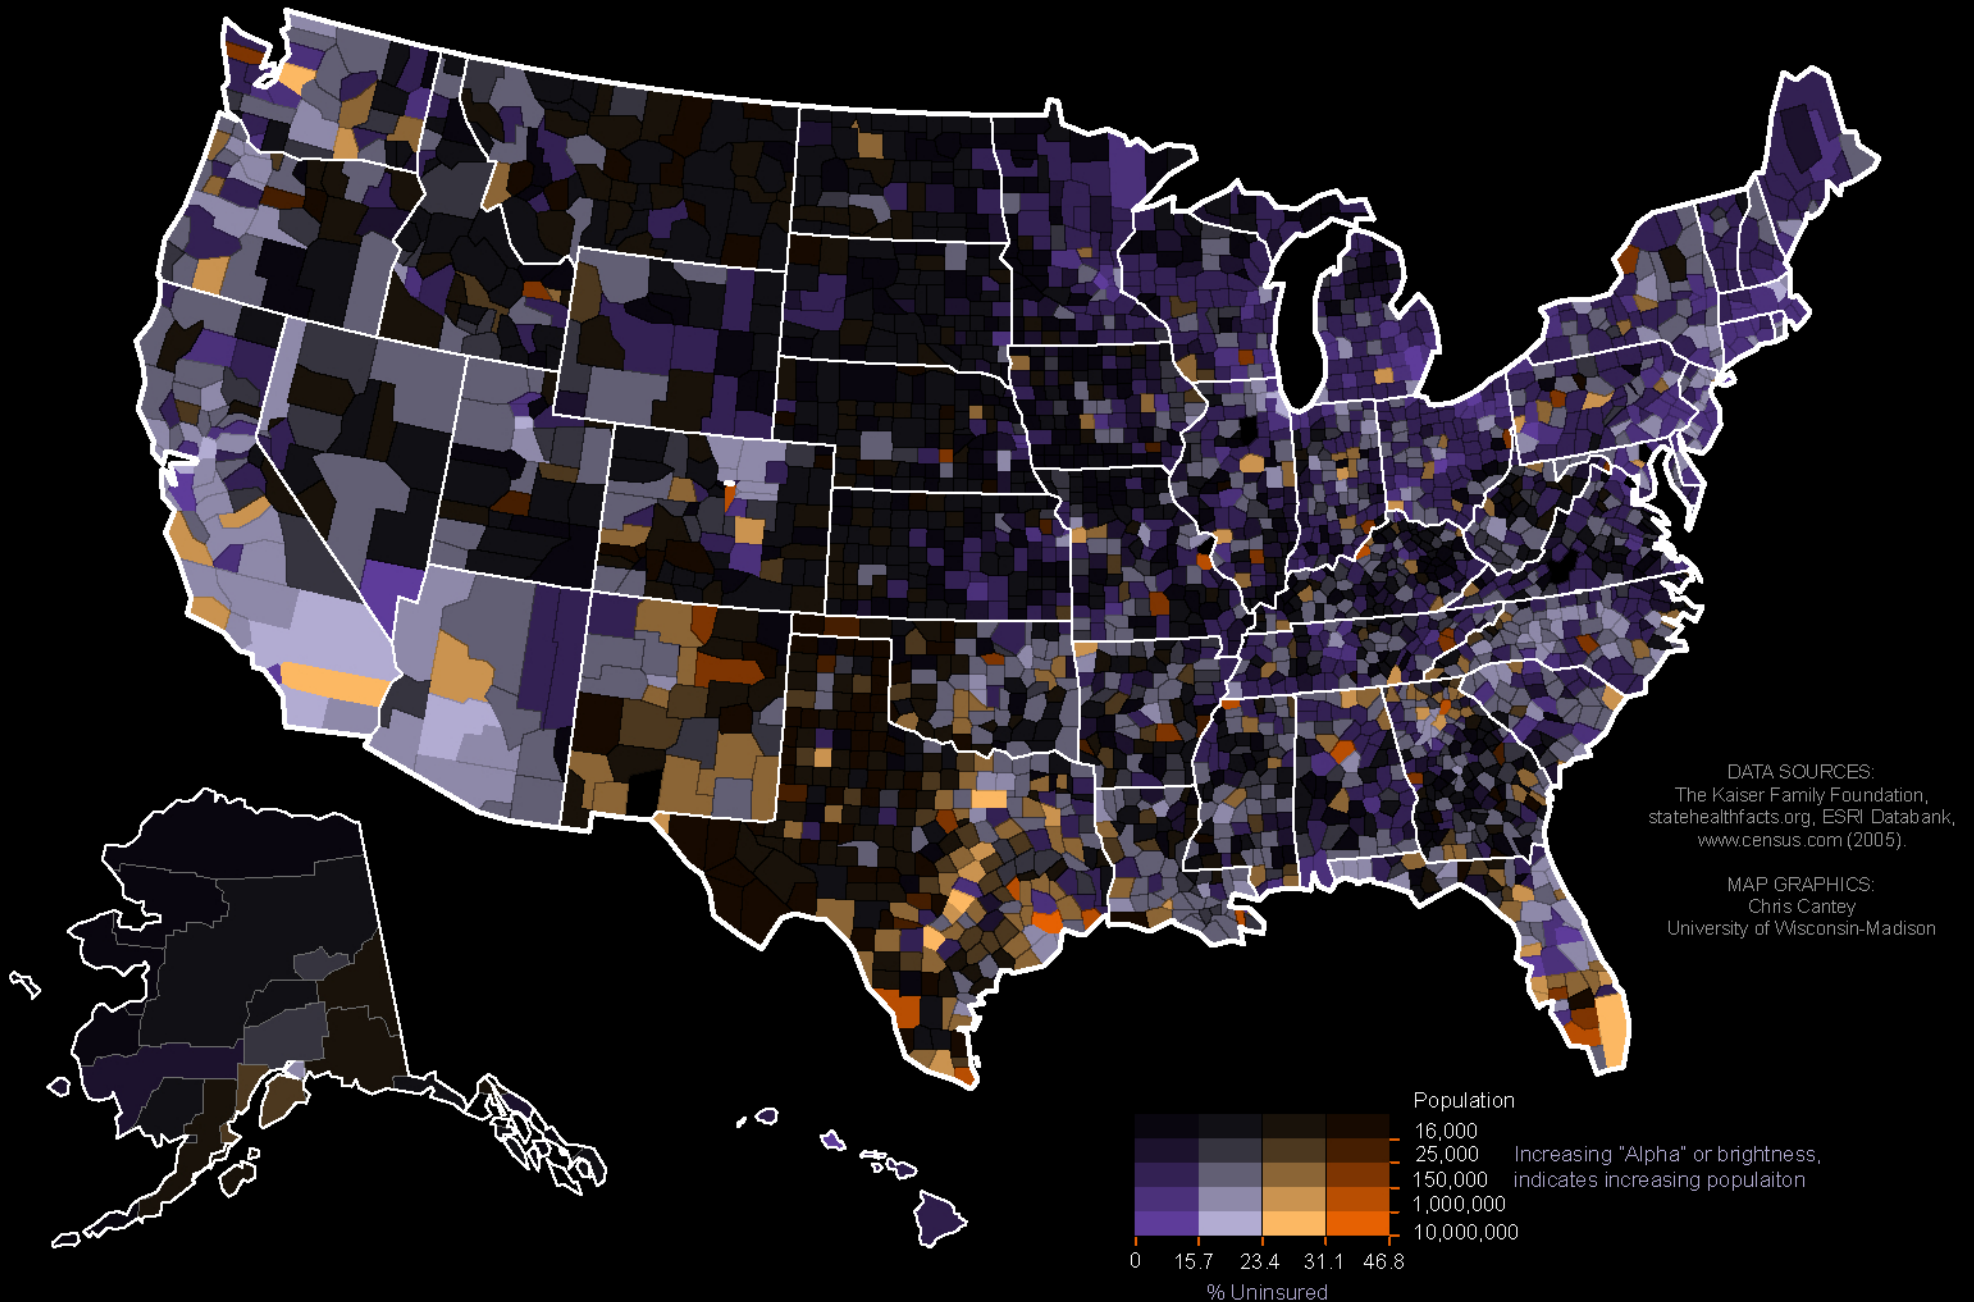 DATA SOURCES:
The Kaiser Family Foundation,
statehealthfacts.org, ESRI Databank,
www.census.com (2005).
MAP GRAPHICS:
Chris Cantey
University of Wisconsin-Madison
Population
16,000
25,000
150,000
1,000,000
10,000,000
Increasing "Alpha" or brightness,
indicates increasing populaiton
0 15.7 23.4 31.1 46.8
% Uninsured